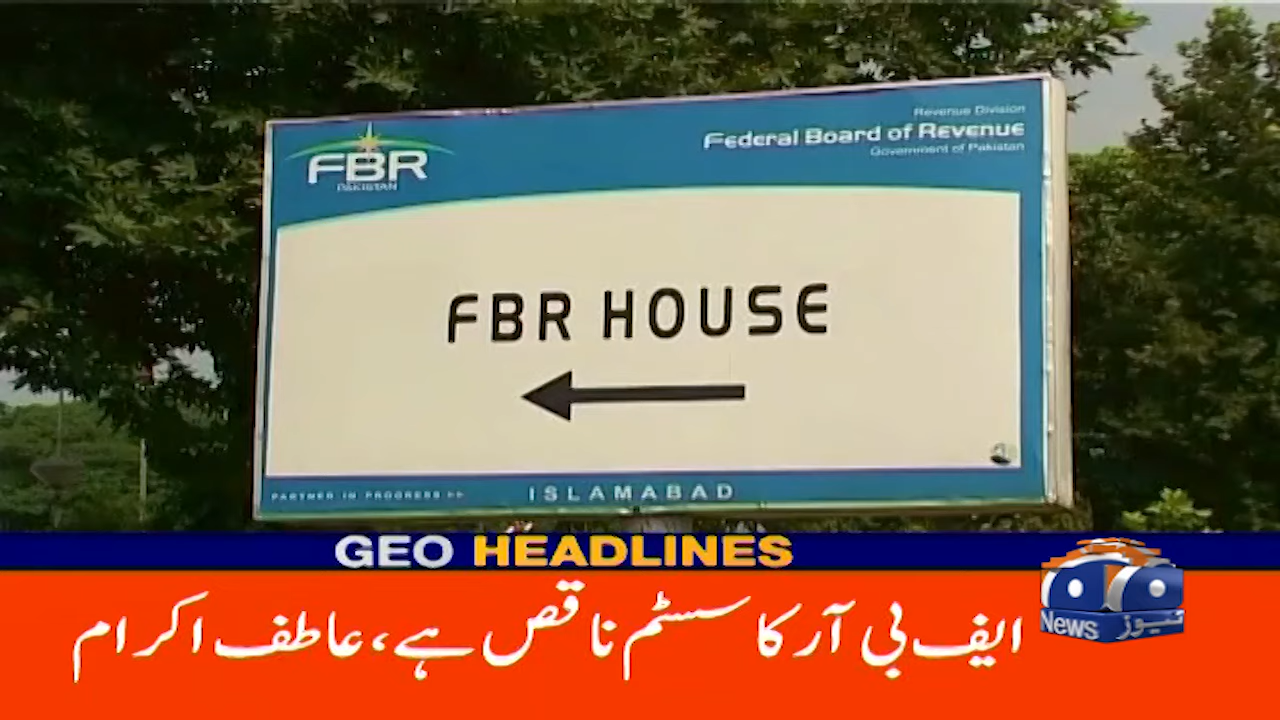 Revenue Division
Federal Board of Revenue
Government of Pakistan
FBR
PAKISTAN
FBR HOUSE
PARTNER IN PROGRESS >>
ISLAMABAD
GEO HEADLINES
ایف بی آر کا سسٹم ناقص ہے، عاطف اکرام
News نیوز